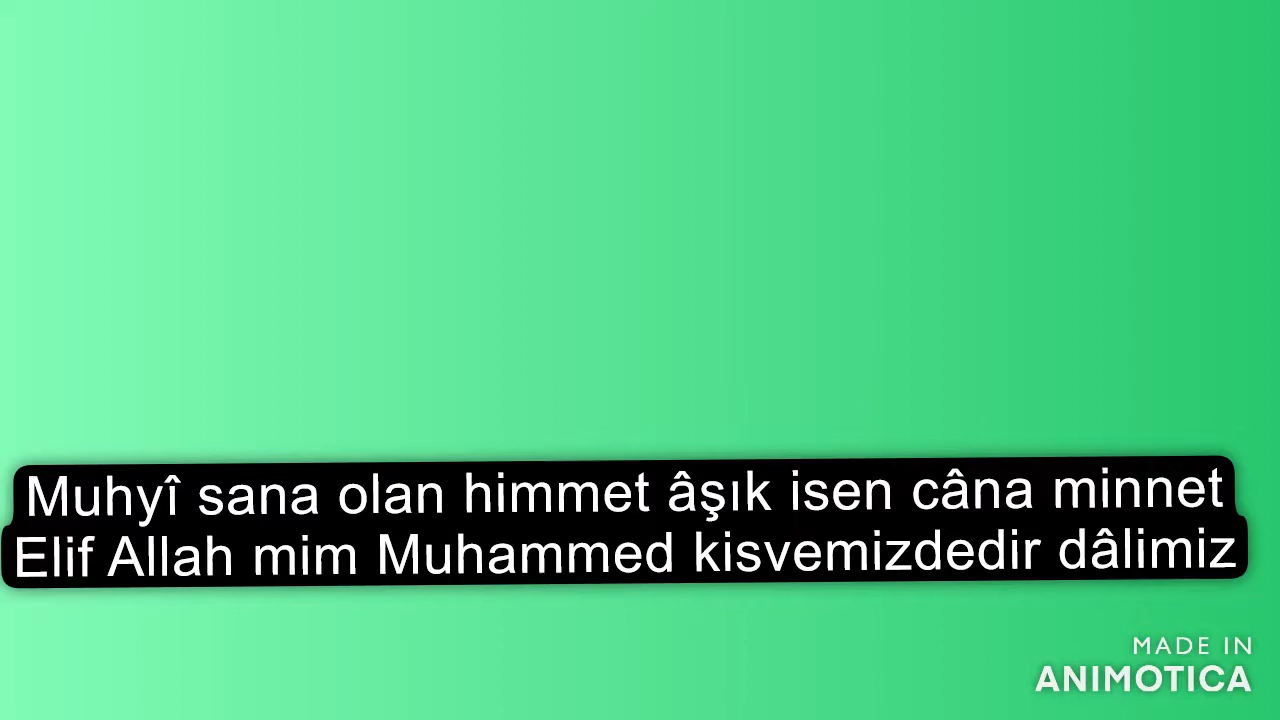 Muhyî sana olan himmet âşık isen câna minnet
Elif Allah mim Muhammed kisvemizdedir dâlimiz
MADE IN
ANIMOTICA